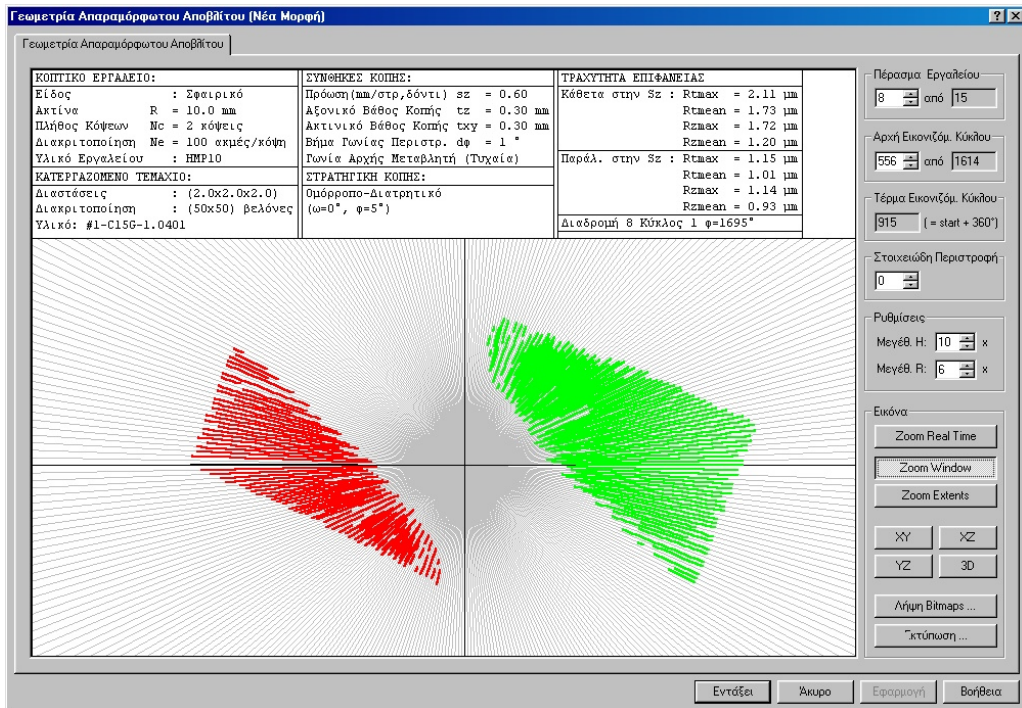 Γεωμετρία Απαραμόρφωτου Αποβλίτου (Νέα Μορφή)
Γεωμετρία Απαραμόρφωτου Αποβλίτου
ΚΟΠΤΙΚΟ ΕΡΓΑΛΕΙΟ:
Είδος : Σφαιρικό
Ακτίνα R = 10.0 mm
Πλήθος Κόψεων Nc = 2 κόψεις
Διακριτοποίηση Ne = 100 ακμές/κόψη
Υλικό Εργαλείου : HMP10
ΚΑΤΕΡΓΑΖΟΜΕΝΟ ΤΕΜΑΧΙΟ:
Διαστάσεις : (2.0x2.0x2.0)
Διακριτοποίηση : (50x50) βελόνες
Υλικό: #1-C15G-1.0401
ΣΥΝΘΗΚΕΣ ΚΟΠΗΣ:
Πρόωση(mm/στρ,δόντι) sz = 0.60
Αξονικό Βάθος Κοπής tz = 0.30 mm
Ακτινικό Βάθος Κοπής txy = 0.30 mm
Βήμα Γωνίας Περιστρ. dφ = 1 °
Γωνία Αρχής Μεταβλητή (Τυχαία)
ΣΤΡΑΤΗΓΙΚΗ ΚΟΠΗΣ:
Ομόρροπο-Διατρητικό
(ω=0°, φ=5°)
ΤΡΑΧΥΤΗΤΑ ΕΠΙΦΑΝΕΙΑΣ
Κάθετα στην Sz : Rtmax = 2.11 μm
Rtmean = 1.73 μm
Rzmax = 1.72 μm
Rzmean = 1.20 μm
Παράλ. στην Sz : Rtmax = 1.15 μm
Rtmean = 1.01 μm
Rzmax = 1.14 μm
Rzmean = 0.93 μm
Διαδρομή 8 Κύκλος 1 φ=1695°
Πέρασμα Εργαλείου
8 από 15
Αρχή Εικονιζόμ. Κύκλου
556 από 1614
Τέρμα Εικονιζόμ. Κύκλου
915 ( = start + 360°)
Στοιχειώδη Περιστροφή
0
Ρυθμίσεις
Μεγέθ. H: 10 x
Μεγέθ. R: 6 x
Εικόνα
Zoom Real Time
Zoom Window
Zoom Extents
XY XZ
YZ 3D
Λήψη Bitmaps ...
Εκτύπωση ...
Εντάξει Άκυρο Εφαρμογή Βοήθεια